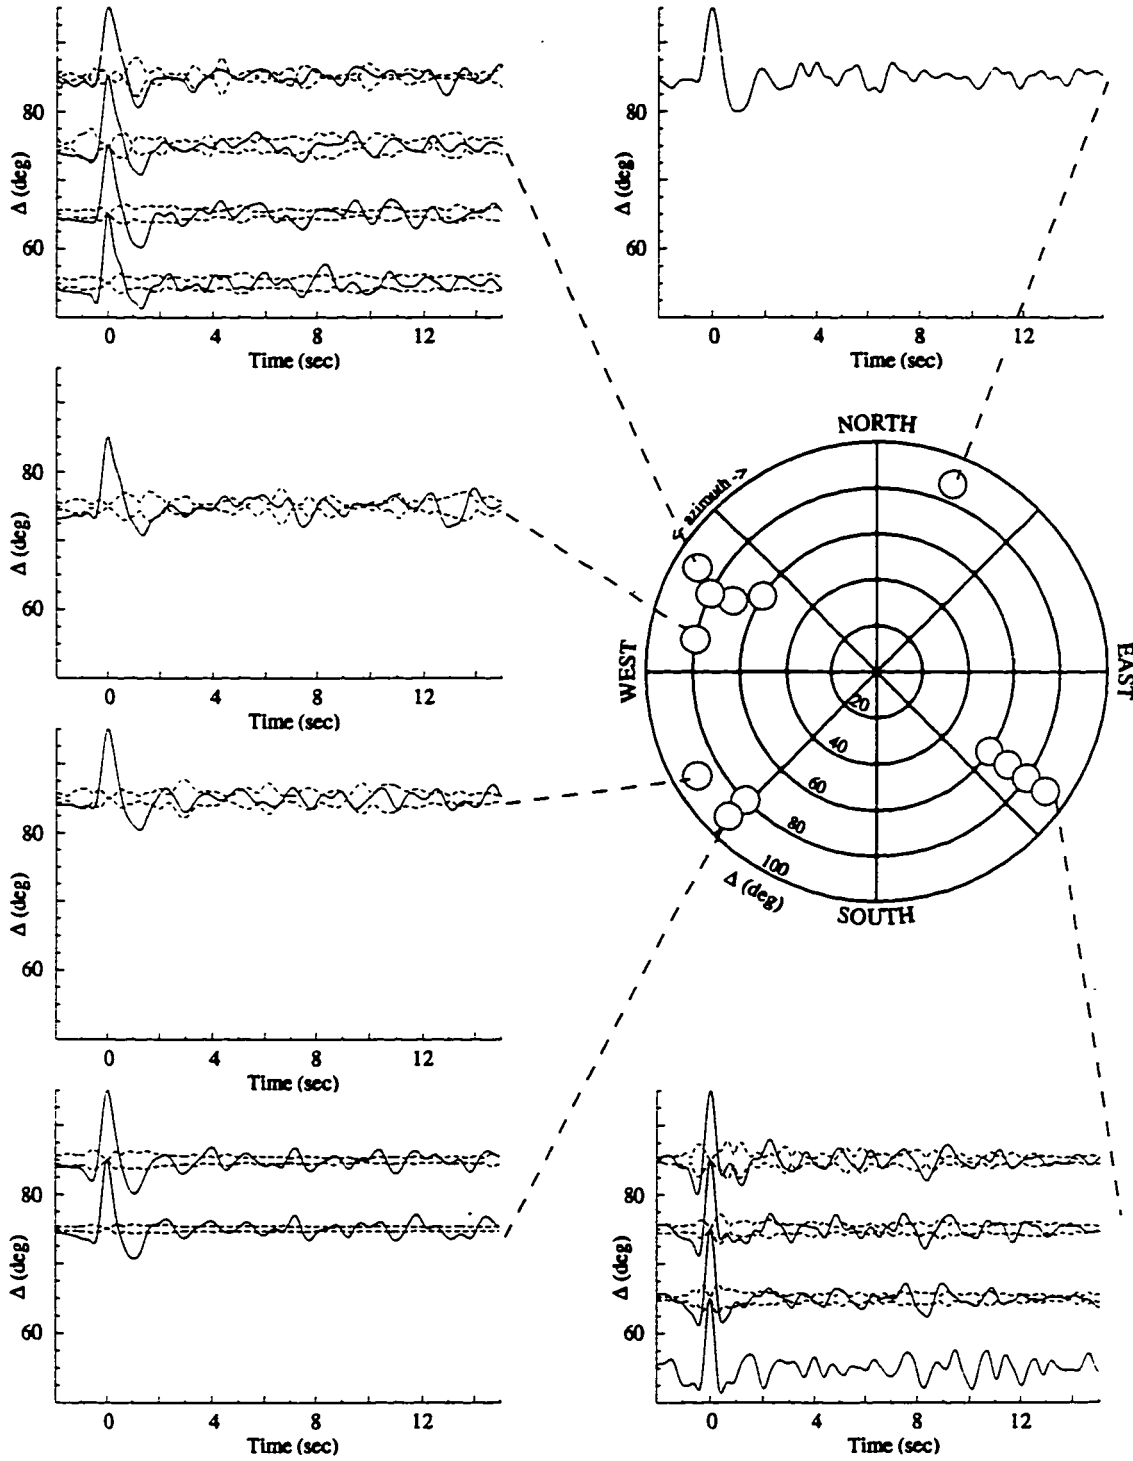 80
60
Δ (deg)
0 4 8 12
Time (sec)
80
60
Δ (deg)
0 4 8 12
Time (sec)
80
60
Δ (deg)
0 4 8 12
Time (sec)
NORTH
<- azimuth ->
WEST
EAST
20
40
60
80
100
Δ (deg)
SOUTH
80
60
Δ (deg)
0 4 8 12
Time (sec)
80
60
Δ (deg)
0 4 8 12
Time (sec)
80
60
Δ (deg)
0 4 8 12
Time (sec)